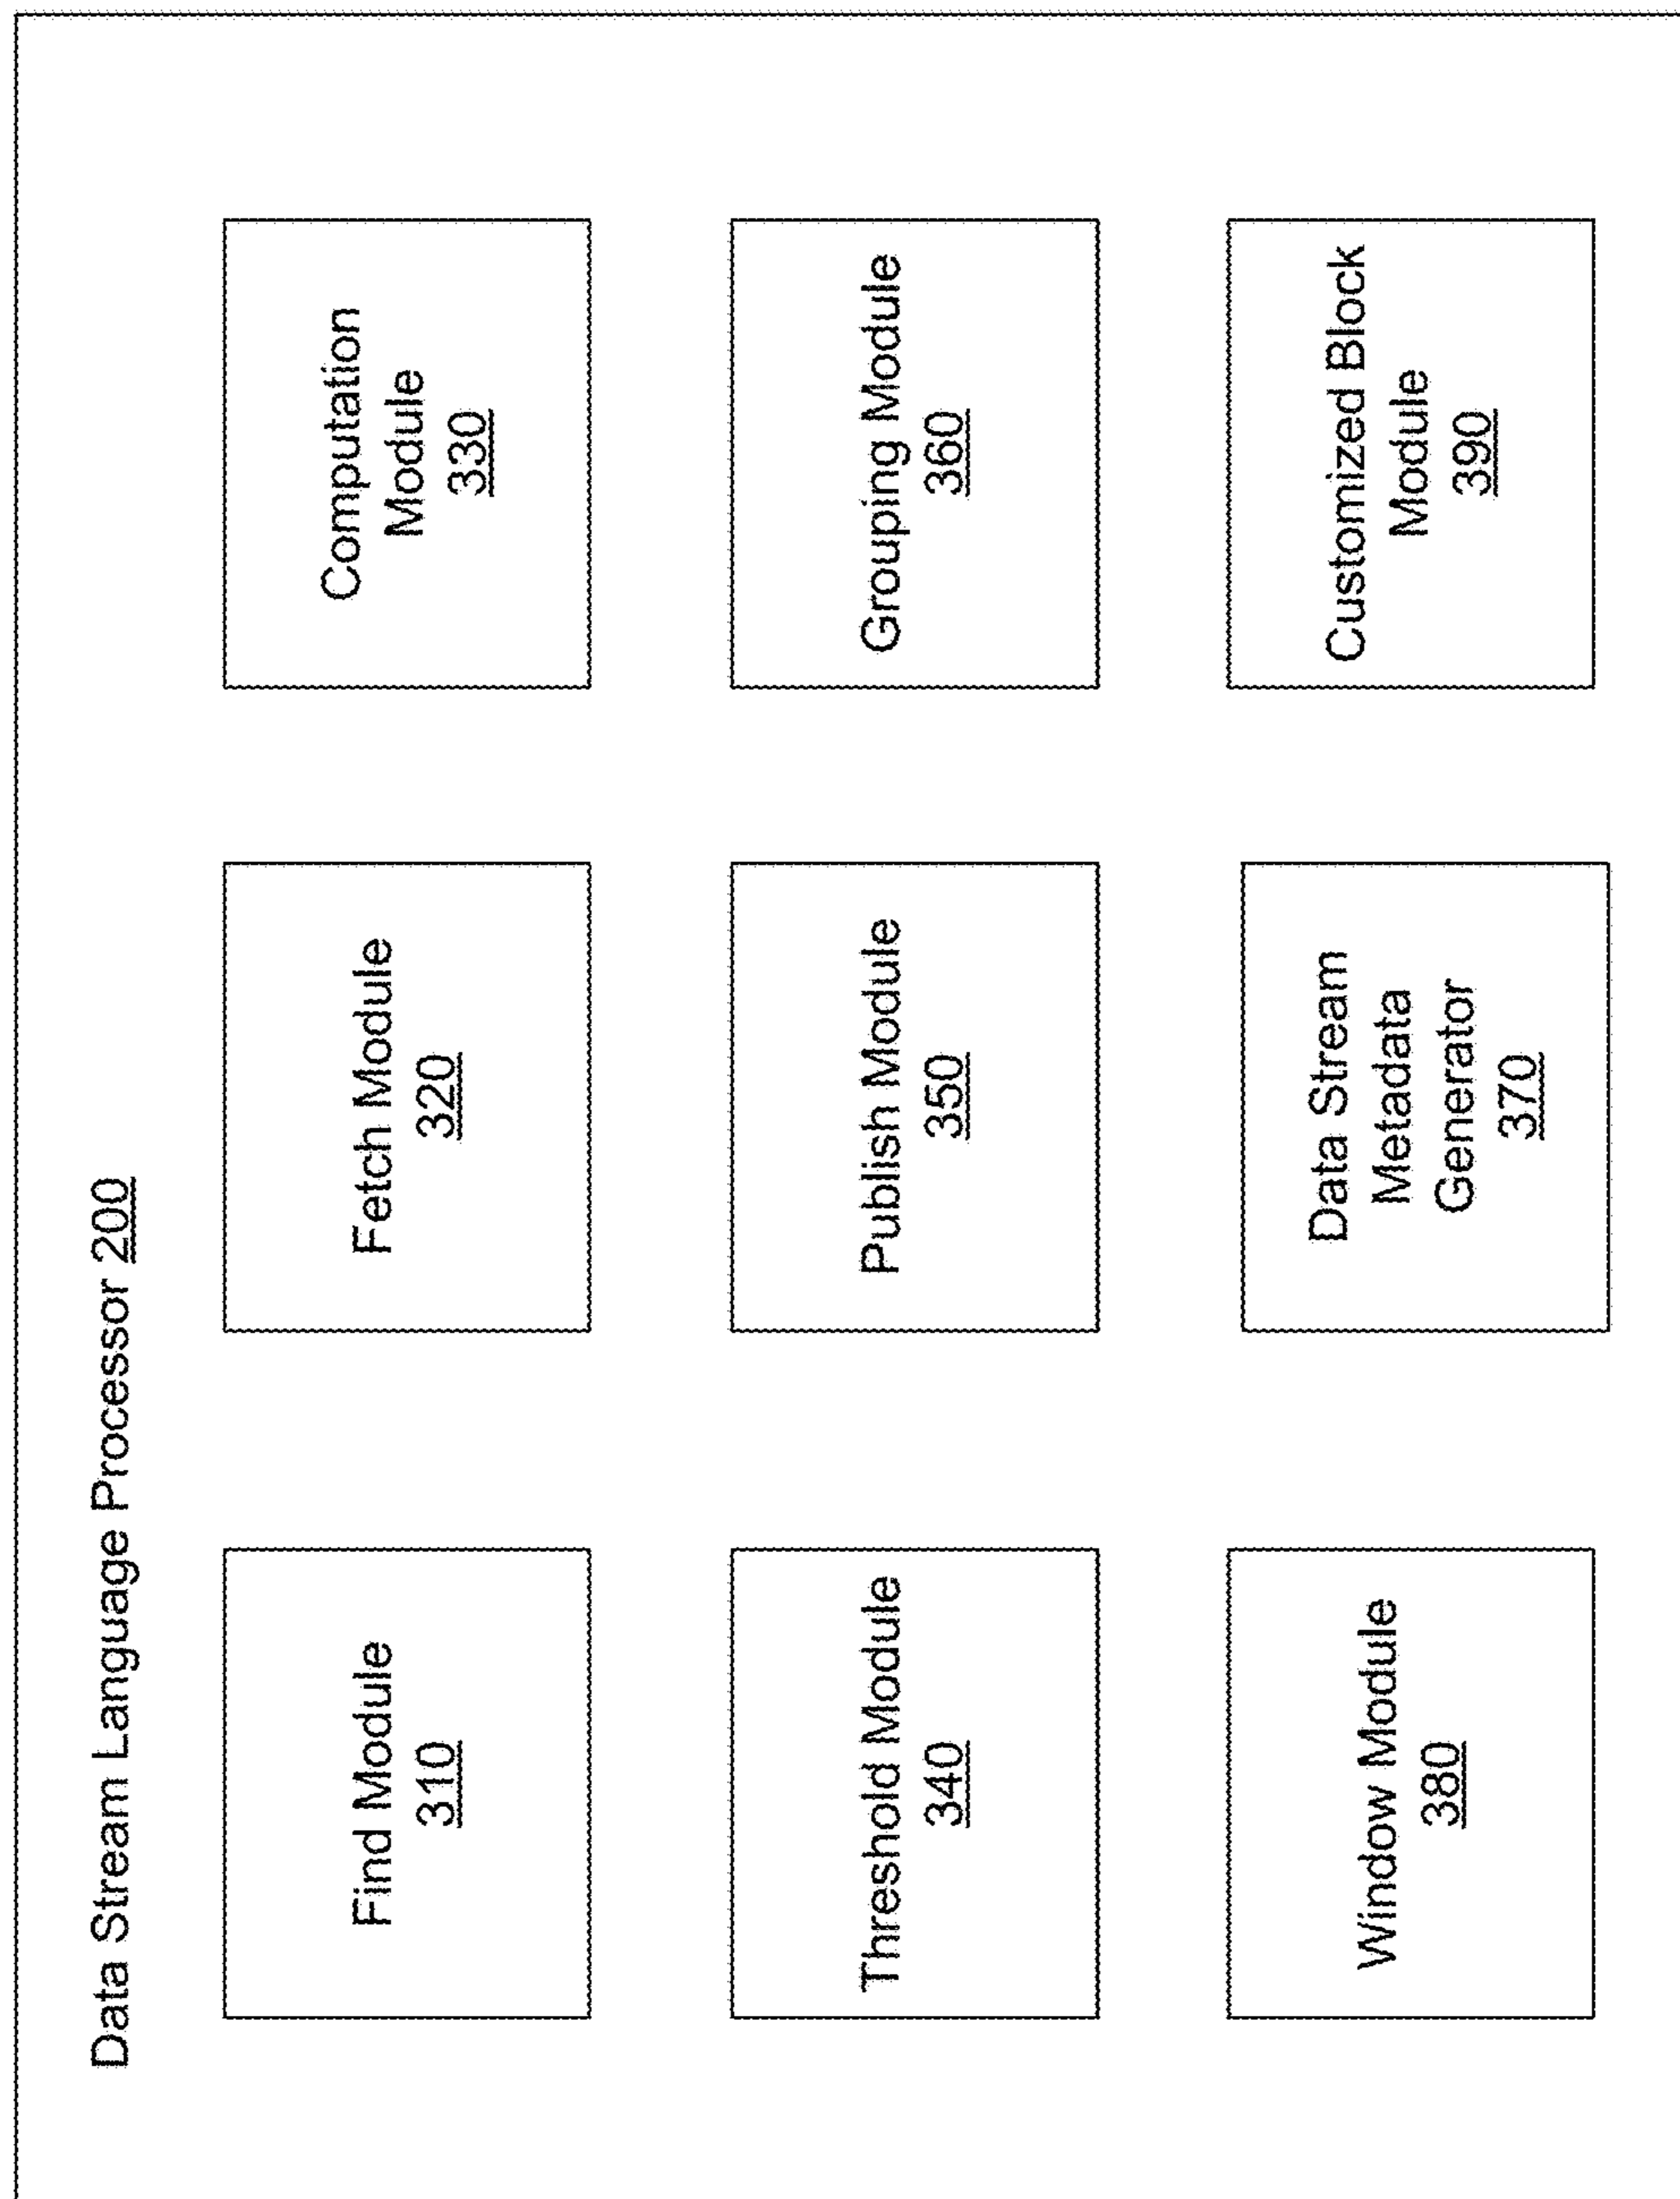 Data Stream Language Processor 200
Find Module
310
Fetch Module
320
Computation
Module
330
Threshold Module
340
Publish Module
350
Grouping Module
360
Window Module
380
Data Stream
Metadata
Generator
370
Customized Block
Module
390